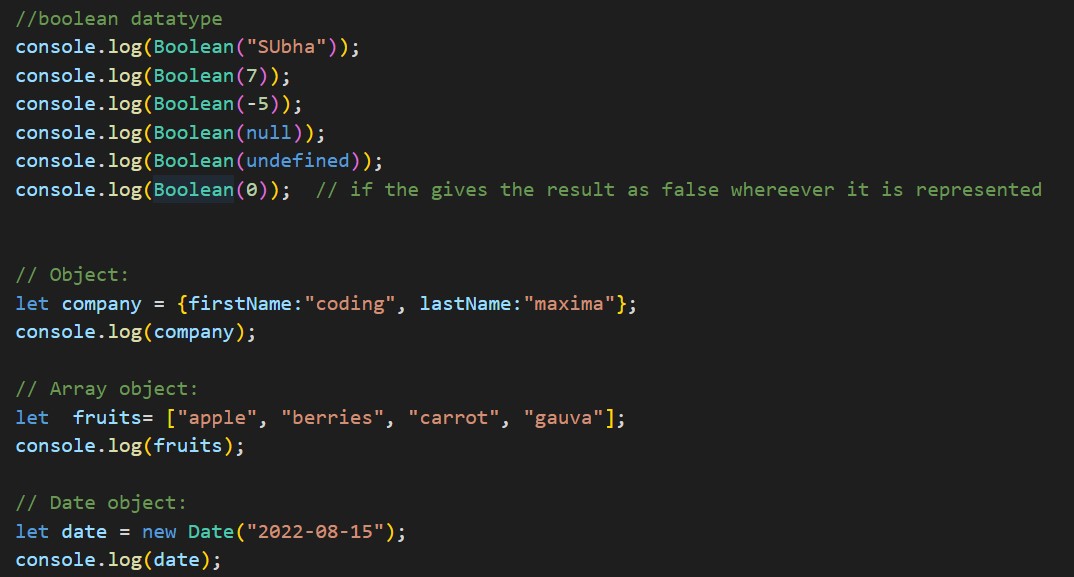 //boolean datatype
console.log(Boolean("SUbha"));
console.log(Boolean(7));
console.log(Boolean(-5));
console.log(Boolean(null));
console.log(Boolean(undefined));
console.log(Boolean(0));  // if the gives the result as false whereever it is represented
// Object:
let company = {firstName:"coding", lastName:"maxima"};
console.log(company);
// Array object:
let  fruits= ["apple", "berries", "carrot", "gauva"];
console.log(fruits);
// Date object:
let date = new Date("2022-08-15");
console.log(date);